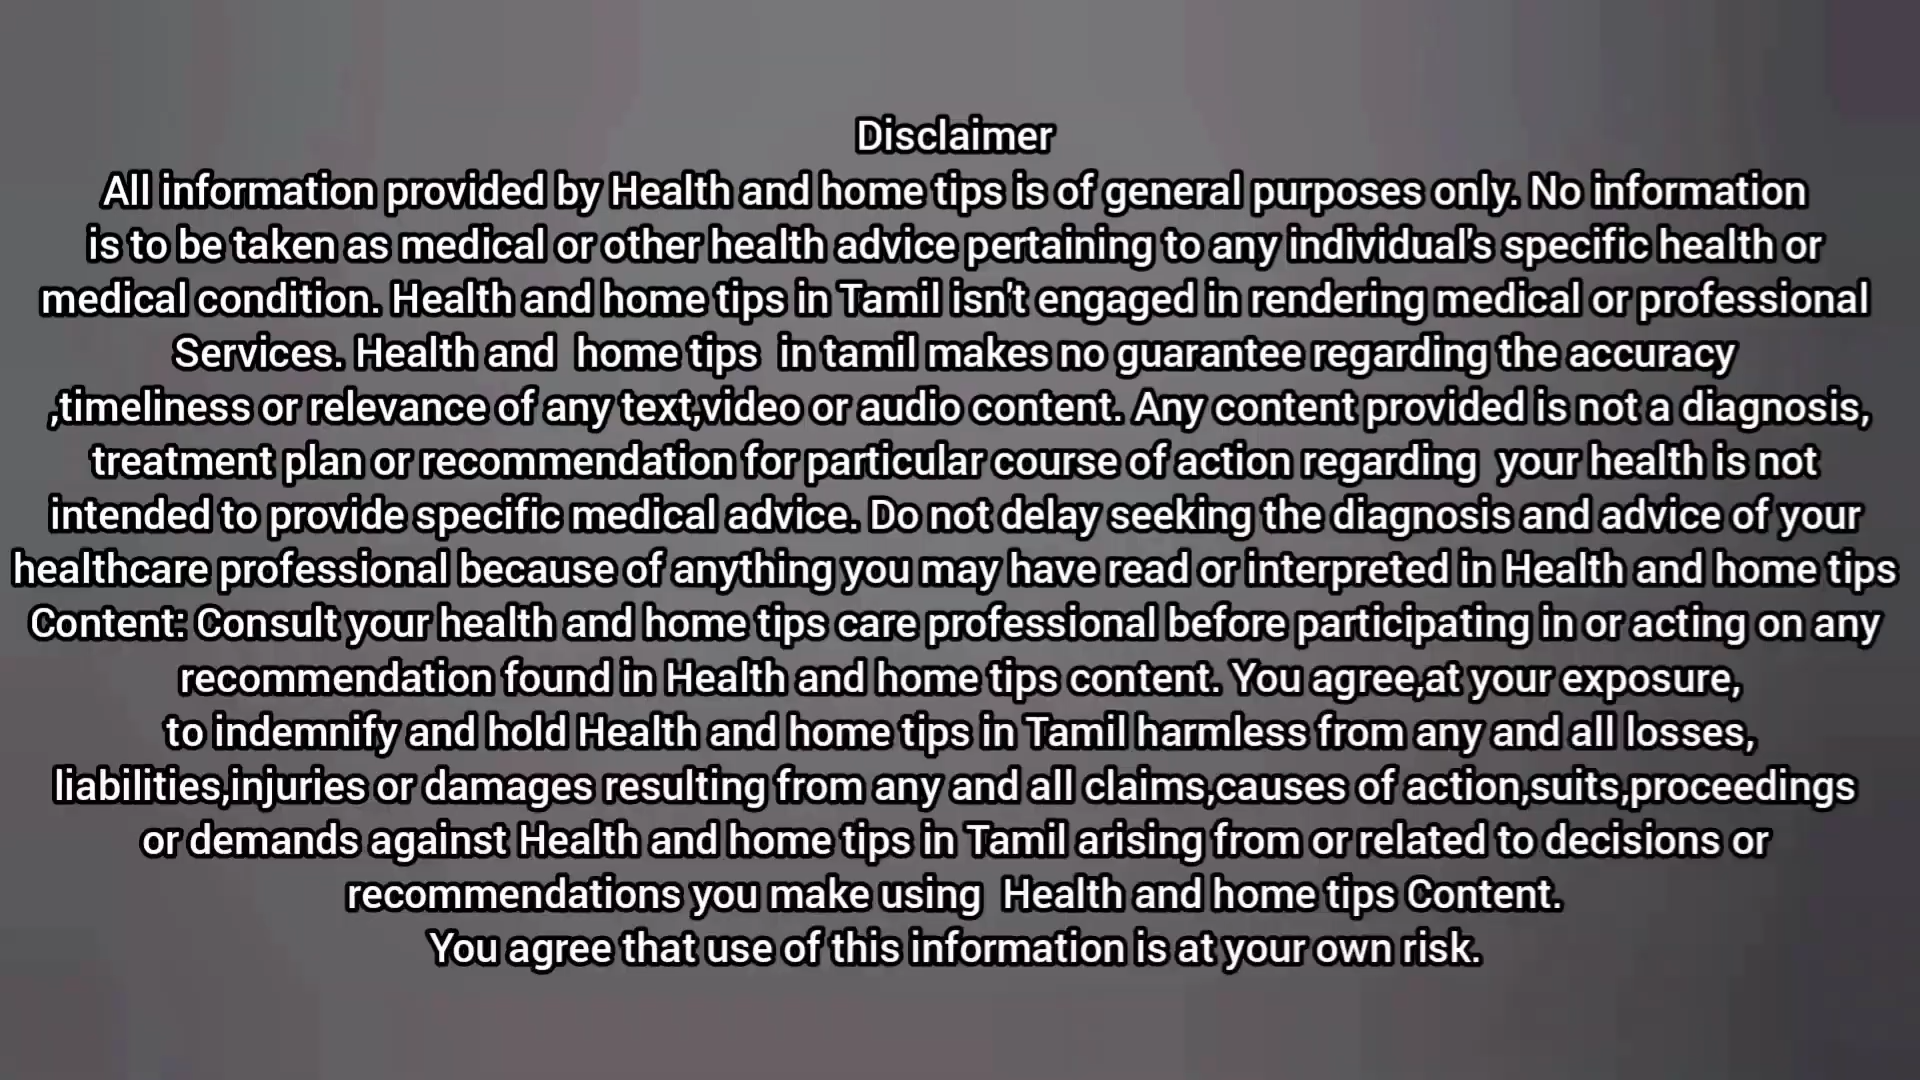 Disclaimer
All information provided by Health and home tips is of general purposes only. No information
is to be taken as medical or other health advice pertaining to any individual's specific health or
medical condition. Health and home tips in Tamil isn't engaged in rendering medical or professional
Services. Health and  home tips  in tamil makes no guarantee regarding the accuracy
,timeliness or relevance of any text,video or audio content. Any content provided is not a diagnosis,
treatment plan or recommendation for particular course of action regarding  your health is not
intended to provide specific medical advice. Do not delay seeking the diagnosis and advice of your
healthcare professional because of anything you may have read or interpreted in Health and home tips
Content: Consult your health and home tips care professional before participating in or acting on any
recommendation found in Health and home tips content. You agree,at your exposure,
to indemnify and hold Health and home tips in Tamil harmless from any and all losses,
liabilities,injuries or damages resulting from any and all claims,causes of action,suits,proceedings
or demands against Health and home tips in Tamil arising from or related to decisions or
recommendations you make using  Health and home tips Content.
You agree that use of this information is at your own risk.